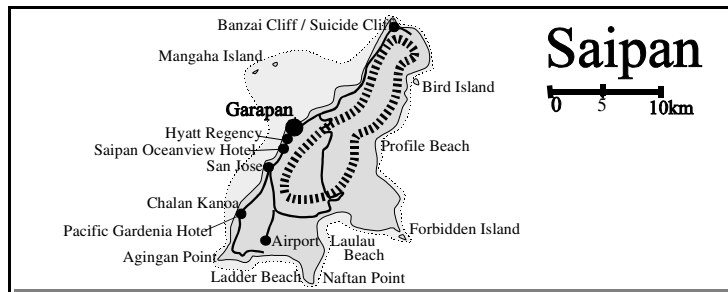 Banzai Cliff / Suicide Cliff
Saipan
Mangaha Island
Bird Island
0 5 10km
Garapan
Hyatt Regency
Saipan Oceanview Hotel
Profile Beach
San Jose
Chalan Kanoa
Pacific Gardenia Hotel
Forbidden Island
Airport
Laulau
Beach
Agingan Point
Ladder Beach
Naftan Point